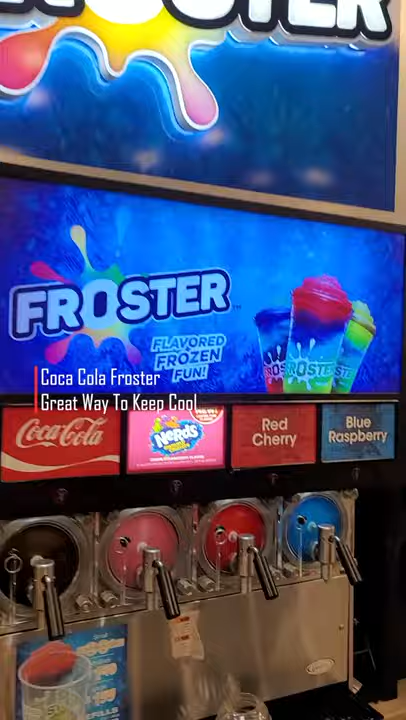 FROSTER
FROSTER
FLAVORED
FROZEN
FUN!
FROSTER
Coca Cola Froster
Great Way To Keep Cool
Coca-Cola
NERDS
Red
Cherry
Blue
Raspberry